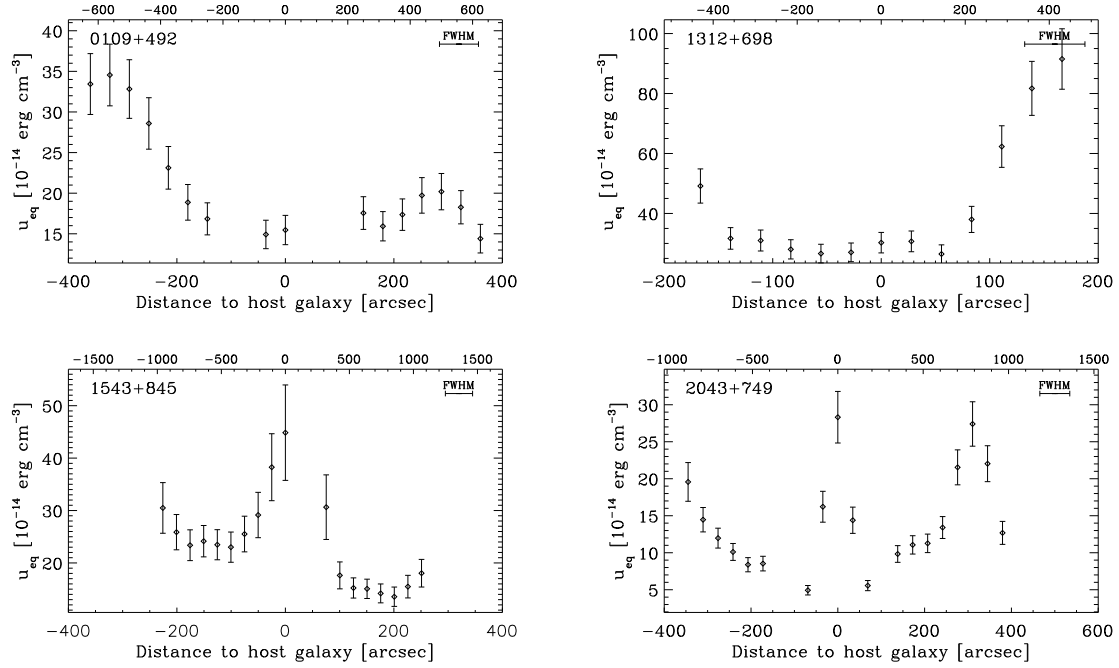 -600 -400 -200 0 200 400 600
0109+492
FWHM
40
35
30
25
20
15
u_eq [10^-14 erg cm^-3]
-400 -200 0 200 400
Distance to host galaxy [arcsec]
-400 -200 0 200 400
1312+698
FWHM
100
80
60
40
u_eq [10^-14 erg cm^-3]
-200 -100 0 100 200
Distance to host galaxy [arcsec]
-1500 -1000 -500 0 500 1000 1500
1543+845
FWHM
50
40
30
20
u_eq [10^-14 erg cm^-3]
-400 -200 0 200 400
Distance to host galaxy [arcsec]
-1000 -500 0 500 1000 1500
2043+749
FWHM
30
25
20
15
10
5
u_eq [10^-14 erg cm^-3]
-400 -200 0 200 400 600
Distance to host galaxy [arcsec]